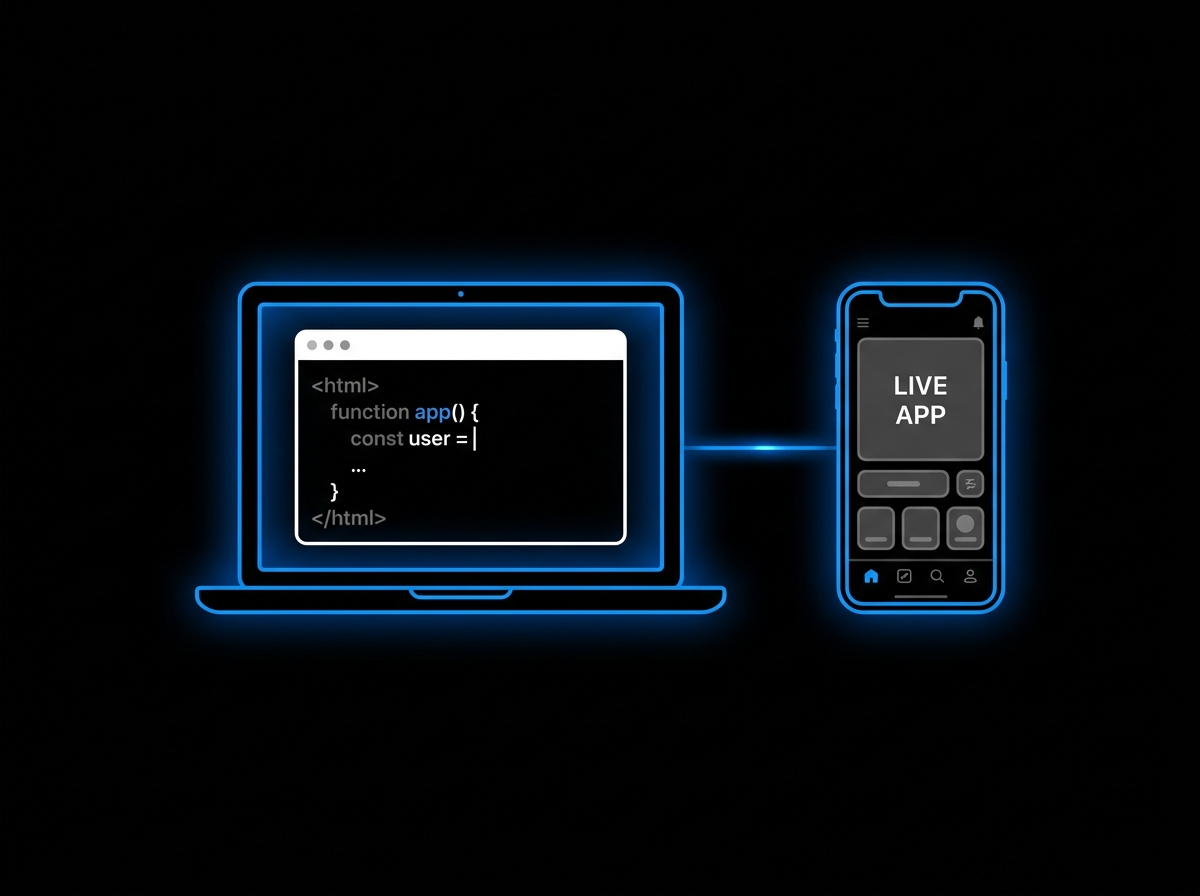 <html>
function app() {
const user =
...
}
</html>
LIVE
APP